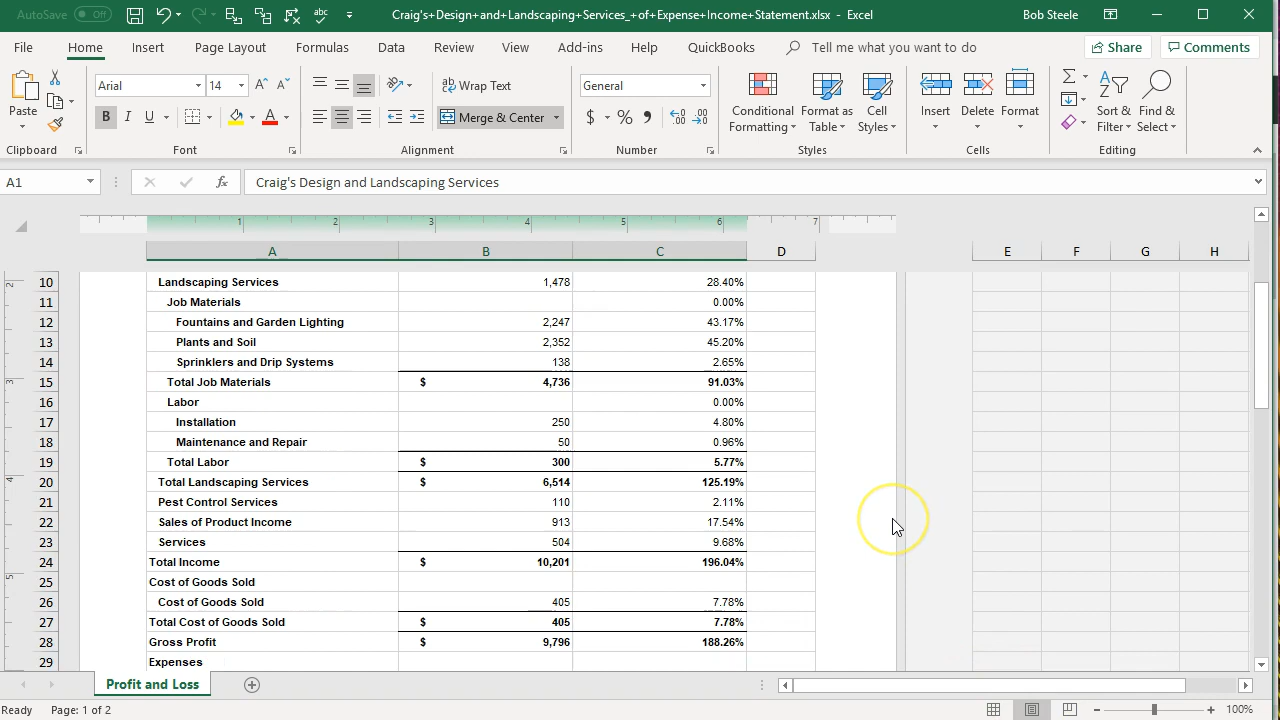 AutoSave Off Craig's+Design+and+Landscaping+Services_+of+Expense+Income+Statement.xlsx - Excel Bob Steele
File Home Insert Page Layout Formulas Data Review View Add-ins Help QuickBooks Tell me what you want to do Share Comments
Paste Arial 14 Wrap Text General Conditional Formatting Format as Table Cell Styles Insert Delete Format Sort & Filter Find & Select
B I U Merge & Center $ % ,
Clipboard Font Alignment Number Styles Cells Editing
A1 fx Craig's Design and Landscaping Services
1 2 3 4 5 6 7
A B C D E F G H
10 Landscaping Services 1,478 28.40%
11 Job Materials 0.00%
12 Fountains and Garden Lighting 2,247 43.17%
13 Plants and Soil 2,352 45.20%
14 Sprinklers and Drip Systems 138 2.65%
15 Total Job Materials $ 4,736 91.03%
16 Labor 0.00%
17 Installation 250 4.80%
18 Maintenance and Repair 50 0.96%
19 Total Labor $ 300 5.77%
20 Total Landscaping Services $ 6,514 125.19%
21 Pest Control Services 110 2.11%
22 Sales of Product Income 913 17.54%
23 Services 504 9.68%
24 Total Income $ 10,201 196.04%
25 Cost of Goods Sold
26 Cost of Goods Sold 405 7.78%
27 Total Cost of Goods Sold $ 405 7.78%
28 Gross Profit $ 9,796 188.26%
29 Expenses
Profit and Loss
Ready Page: 1 of 2 100%